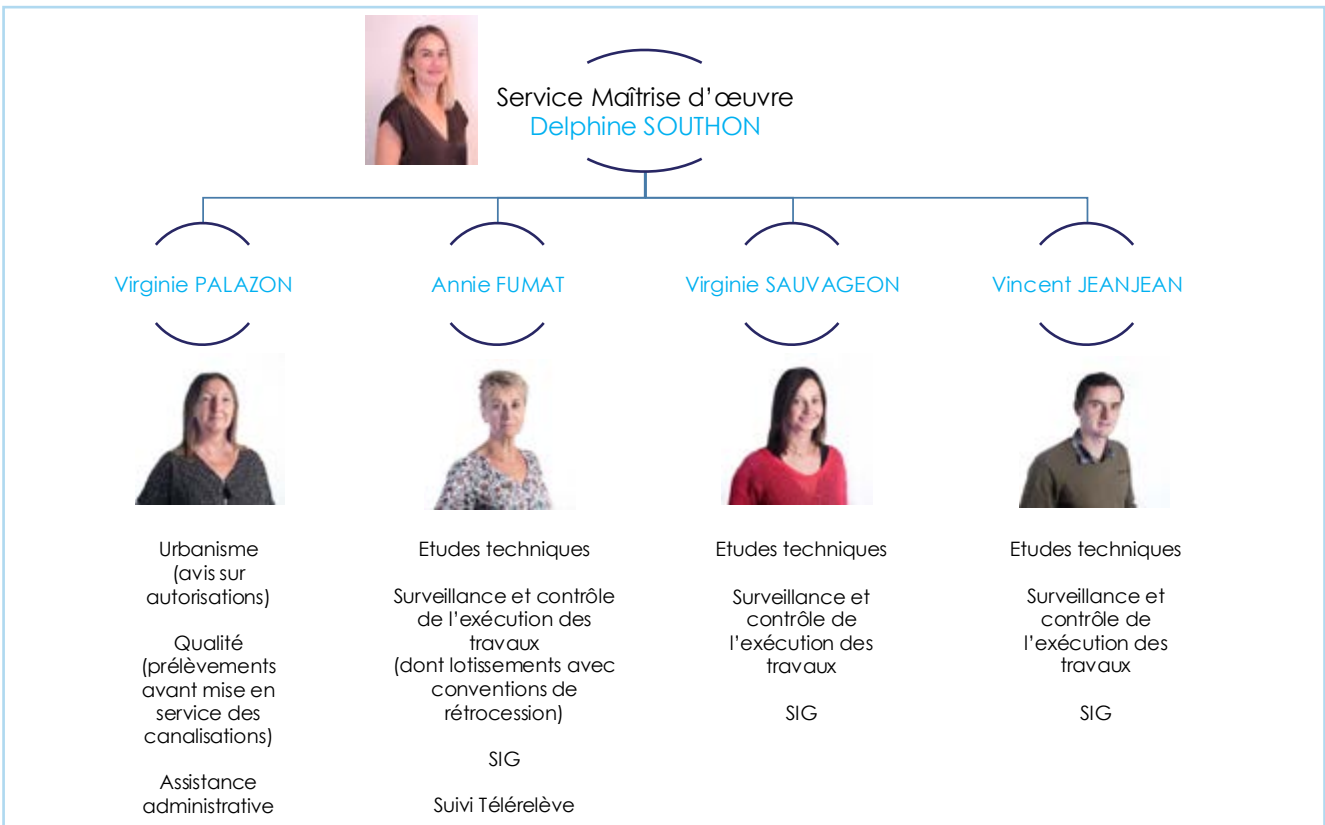 Service Maîtrise d'œuvre
Delphine SOUTHON
Virginie PALAZON
Annie FUMAT
Virginie SAUVAGEON
Vincent JEANJEAN
Urbanisme
(avis sur
autorisations)
Qualité
(prélèvements
avant mise en
service des
canalisations)
Assistance
administrative
Etudes techniques
Surveillance et contrôle
de l'exécution des
travaux
(dont lotissements avec
conventions de
rétrocession)
SIG
Suivi Télérelève
Etudes techniques
Surveillance et
contrôle de
l'exécution des
travaux
SIG
Etudes techniques
Surveillance et
contrôle de
l'exécution des
travaux
SIG